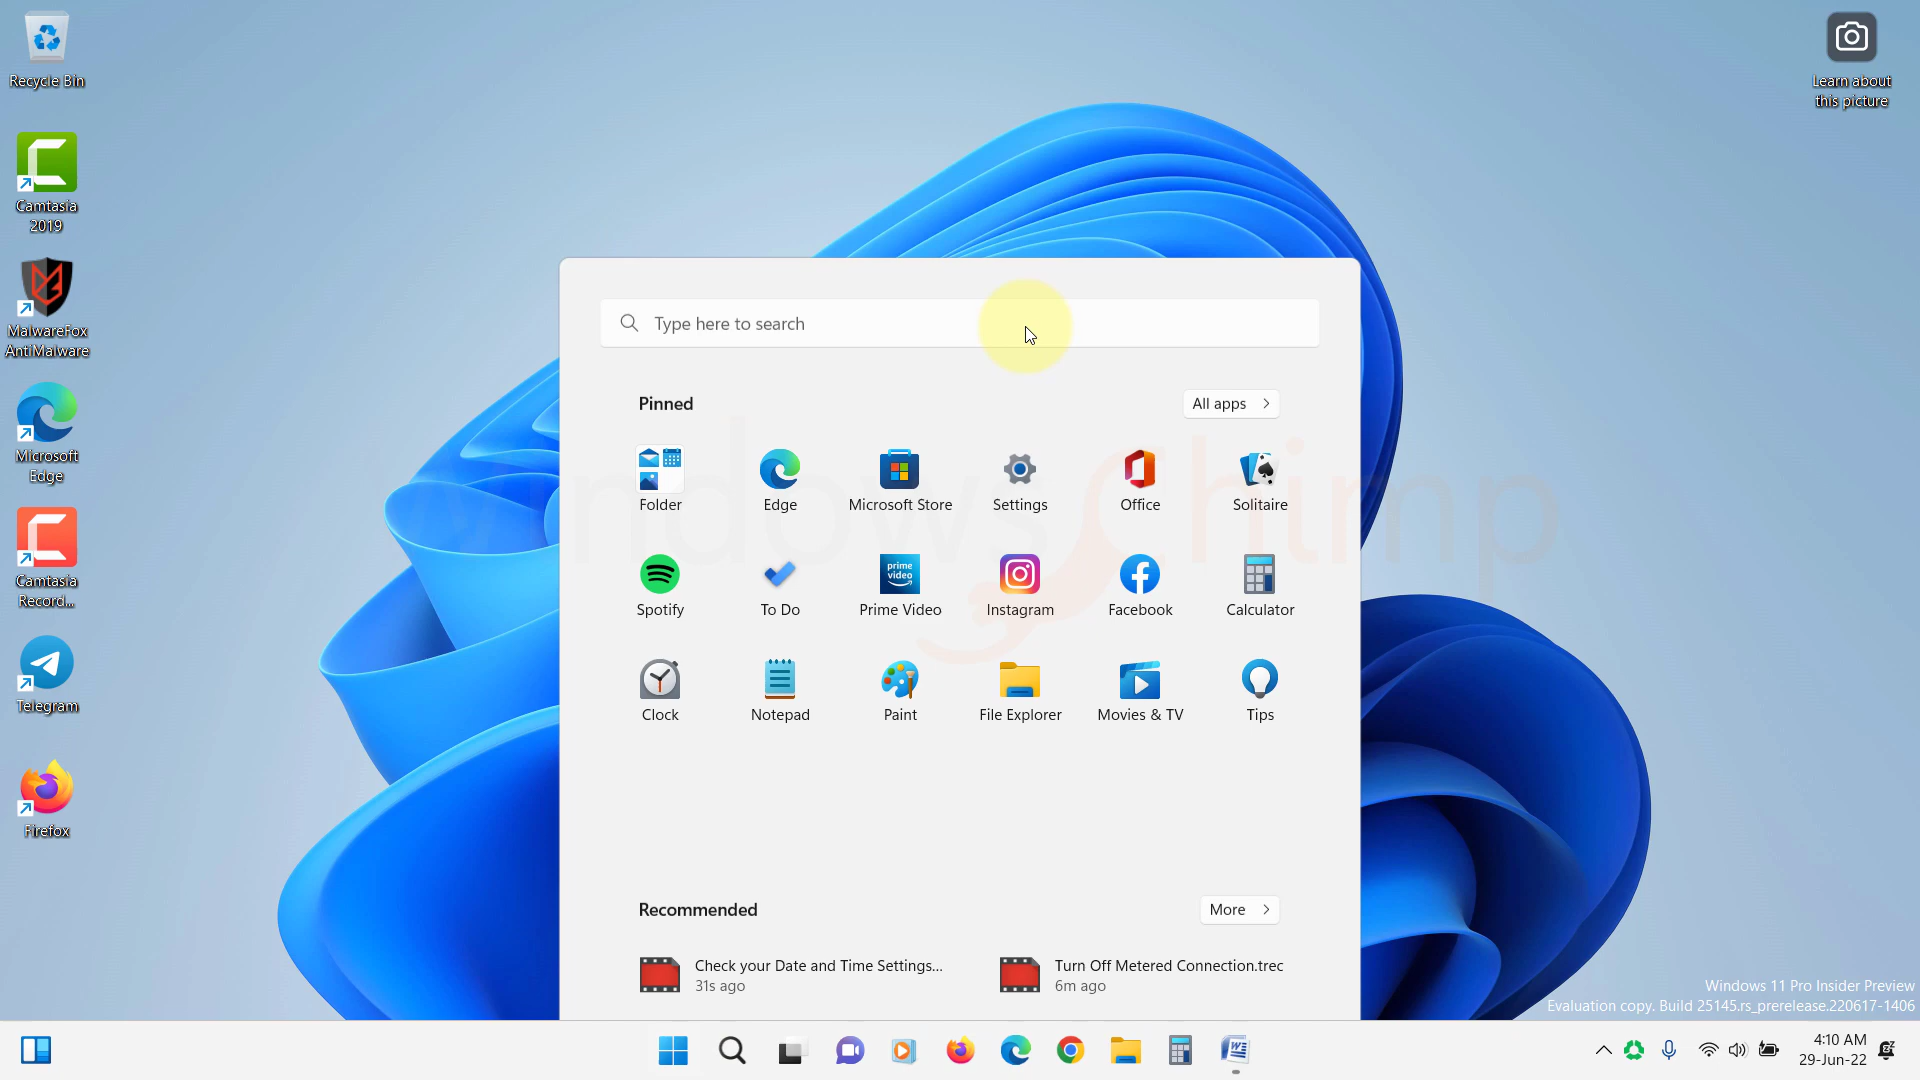 Recycle Bin
Learn about
this picture
Camtasia
2019
MalwareFox
AntiMalware
Microsoft
Edge
Camtasia
Record...
Telegram
Firefox
Type here to search
Pinned
All apps
Folder
Edge
Microsoft Store
Settings
Office
Solitaire
Spotify
To Do
prime
video
Prime Video
Instagram
Facebook
Calculator
Clock
Notepad
Paint
File Explorer
Movies & TV
Tips
WindowsChimp
Recommended
More
Check your Date and Time Settings...
31s ago
Turn Off Metered Connection.trec
6m ago
Windows 11 Pro Insider Preview
Evaluation copy. Build 25145.rs_prerelease.220617-1406
4:10 AM
29-Jun-22